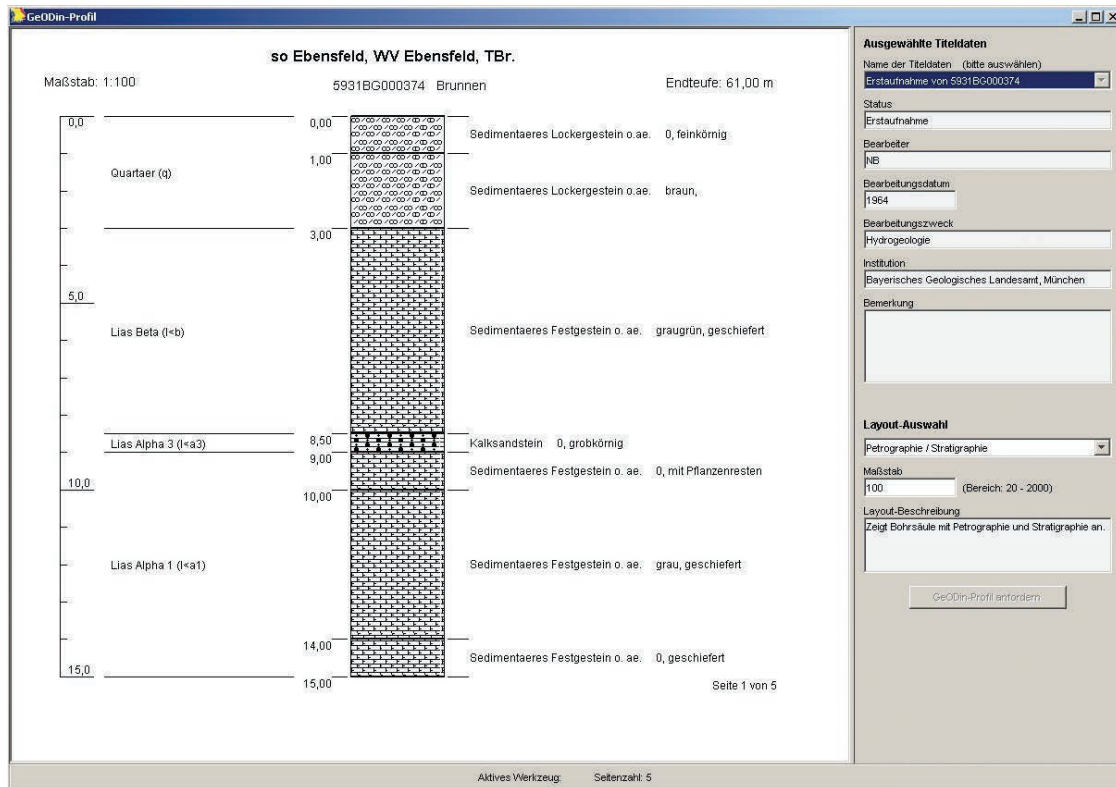 GeODin-Profil
so Ebensfeld, WV Ebensfeld, TBr.
Maßstab: 1:100
5931BG000374 Brunnen
Endteufe: 61,00 m
0,0
0,00
Sedimentaeres Lockergestein o.ae. 0, feinkörnig
1,00
Quartaer (q)
Sedimentaeres Lockergestein o.ae. braun,
3,00
5,0
Lias Beta (l<b)
Sedimentaeres Festgestein o. ae. graugrün, geschiefert
Lias Alpha 3 (l<a3)
8,50
Kalksandstein 0, grobkörnig
9,00
Sedimentaeres Festgestein o. ae. 0, mit Pflanzenresten
10,0
10,00
Lias Alpha 1 (l<a1)
Sedimentaeres Festgestein o. ae. grau, geschiefert
14,00
Sedimentaeres Festgestein o. ae. 0, geschiefert
15,0
15,00
Seite 1 von 5
Ausgewählte Titeldaten
Name der Titeldaten (bitte auswählen)
Erstaufnahme von 5931BG000374
Status
Erstaufnahme
Bearbeiter
NB
Bearbeitungsdatum
1964
Bearbeitungszweck
Hydrogeologie
Institution
Bayerisches Geologisches Landesamt, München
Bemerkung
Layout-Auswahl
Petrographie / Stratigraphie
Maßstab
100 (Bereich: 20 - 2000)
Layout-Beschreibung
Zeigt Bohrsäule mit Petrographie und Stratigraphie an.
GeODin-Profil anfordern
Aktives Werkzeug: Seitenzahl: 5